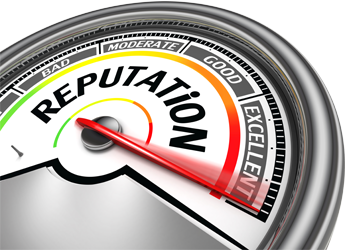 BAD
MODERATE
GOOD
EXCELLENT
REPUTATION